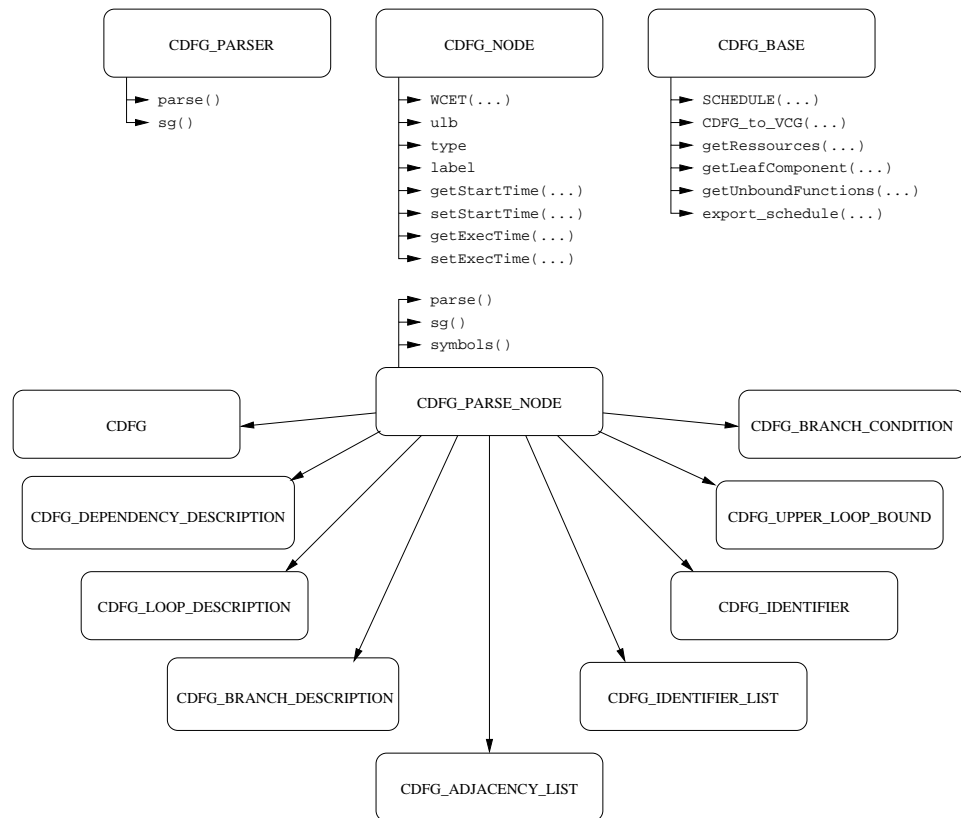 CDFG_PARSER
CDFG_NODE
CDFG_BASE
parse()
sg()
WCET(...)
ulb
type
label
getStartTime(...)
setStartTime(...)
getExecTime(...)
setExecTime(...)
SCHEDULE(...)
CDFG_to_VCG(...)
getRessources(...)
getLeafComponent(...)
getUnboundFunctions(...)
export_schedule(...)
parse()
sg()
symbols()
CDFG_PARSE_NODE
CDFG
CDFG_BRANCH_CONDITION
CDFG_DEPENDENCY_DESCRIPTION
CDFG_UPPER_LOOP_BOUND
CDFG_LOOP_DESCRIPTION
CDFG_IDENTIFIER
CDFG_BRANCH_DESCRIPTION
CDFG_IDENTIFIER_LIST
CDFG_ADJACENCY_LIST